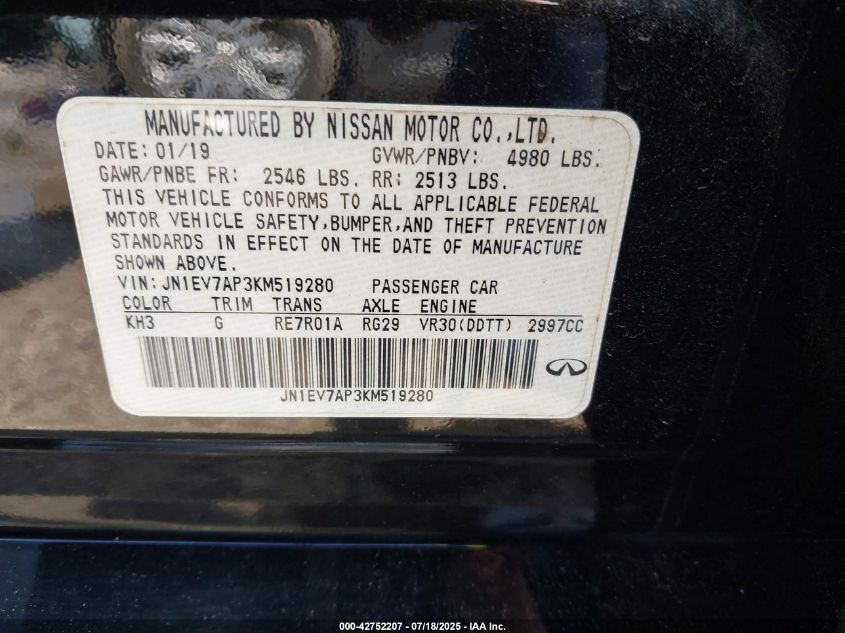 MANUFACTURED BY NISSAN MOTOR CO.,LTD.
DATE: 01/19 GVWR/PNBV: 4980 LBS.
GAWR/PNBE FR: 2546 LBS. RR: 2513 LBS.
THIS VEHICLE CONFORMS TO ALL APPLICABLE FEDERAL
MOTOR VEHICLE SAFETY,BUMPER,AND THEFT PREVENTION
STANDARDS IN EFFECT ON THE DATE OF MANUFACTURE
SHOWN ABOVE.
VIN: JN1EV7AP3KM519280 PASSENGER CAR
COLOR TRIM TRANS AXLE ENGINE
KH3 G RE7R01A RG29 VR30(DDTT) 2997CC
JN1EV7AP3KM519280
000-42752207 - 07/18/2025 - IAA Inc.